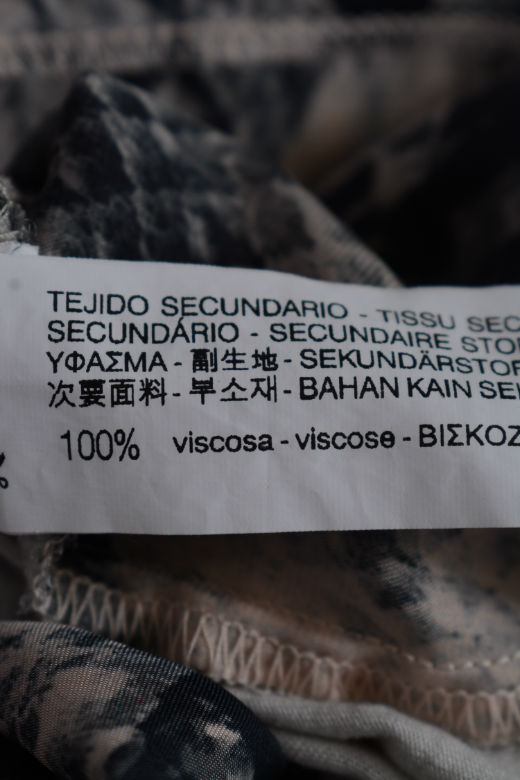 TEJIDO SECUNDARIO - TISSU SEC
SECUNDÁRIO - SECUNDAIRE STO
ΥΦΑΣΜΑ - 副生地 - SEKUNDÄRSTOF
次要面料 - 부소재 - BAHAN KAIN SE
100% viscosa - viscose - ΒΙΣΚΟΖ
%